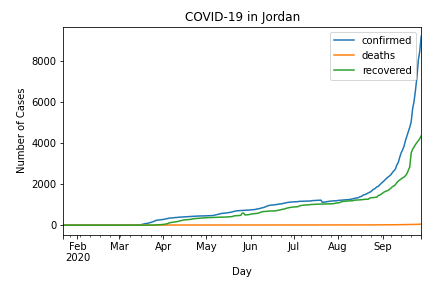 COVID-19 in Jordan
confirmed
deaths
recovered
Number of Cases
8000
6000
4000
2000
0
Feb Mar Apr May Jun Jul Aug Sep
2020
Day